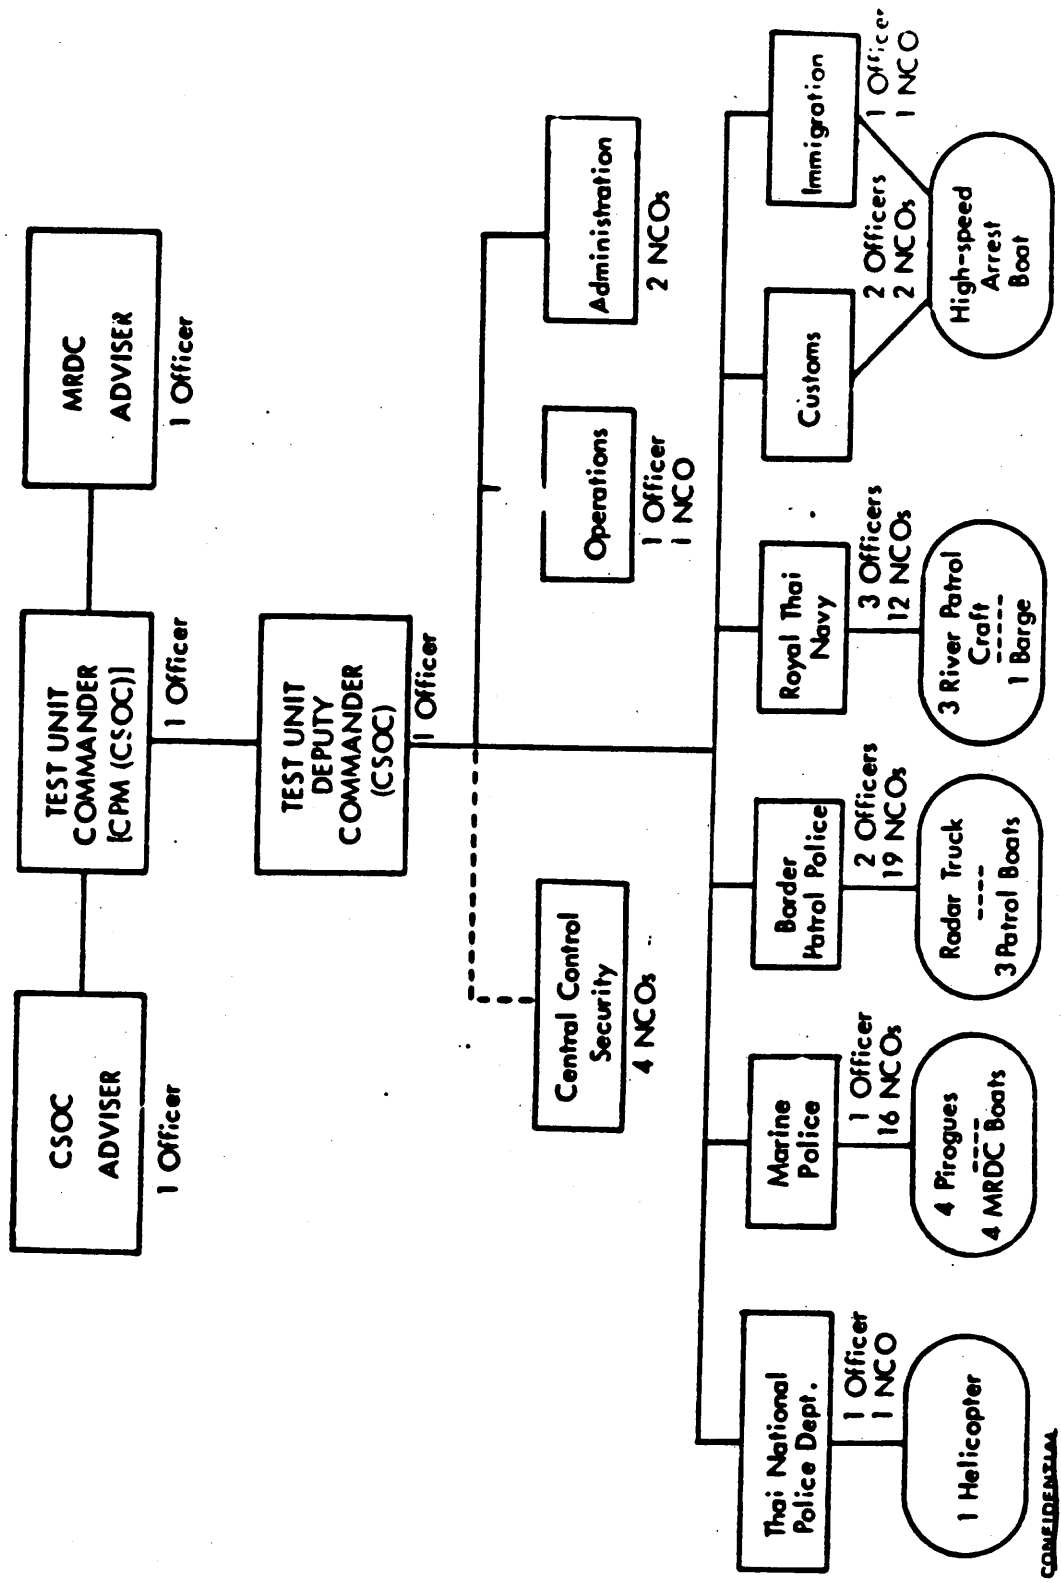 CSOC
ADVISER
1 Officer
TEST UNIT
COMMANDER
[CPM (CSOC)]
1 Officer
MRDC
ADVISER
1 Officer
TEST UNIT
DEPUTY
COMMANDER
(CSOC)
1 Officer
Central Control
Security
4 NCOs
Operations
1 Officer
1 NCO
Administration
2 NCOs
Thai National
Police Dept.
1 Officer
1 NCO
1 Helicopter
Marine
Police
1 Officer
16 NCOs
4 Pirogues
----
4 MRDC Boats
Border
Patrol Police
2 Officers
19 NCOs
Radar Truck
----
3 Patrol Boats
Royal Thai
Navy
3 Officers
12 NCOs
3 River Patrol
Craft
-----
1 Barge
Customs
2 Officers
2 NCOs
Immigration
1 Officer
1 NCO
High-speed
Arrest
Boat
CONFIDENTIAL